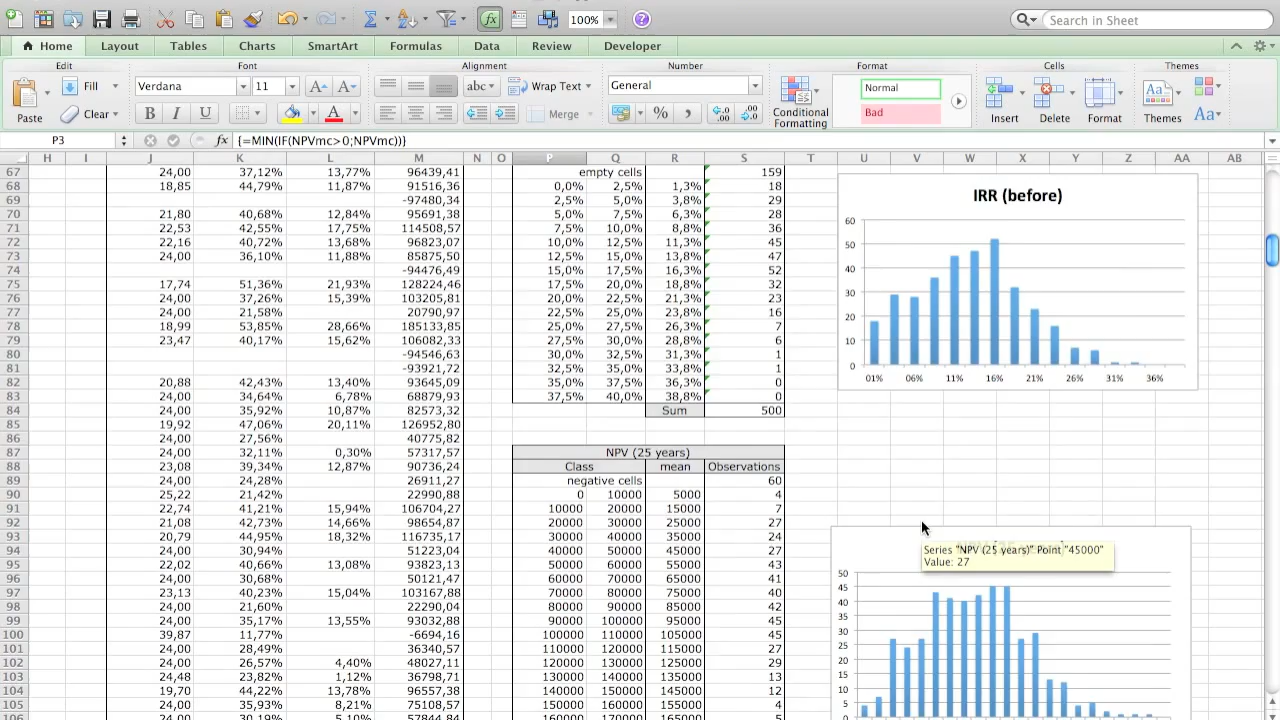 100%
Search in Sheet
Home Layout Tables Charts SmartArt Formulas Data Review Developer
Edit Font Alignment Number Format Cells Themes
Paste Fill Clear Verdana 11 A A abc Wrap Text Merge General Conditional Formatting Normal Bad Insert Delete Format Themes Aa
B I U A %
P3 fx {=MIN(IF(NPVmc>0;NPVmc))}
H I J K L M N O P Q R S T U V W X Y Z AA AB
67 24,00 37,12% 13,77% 96439,41 empty cells 159
68 18,85 44,79% 11,87% 91516,36 0,0% 2,5% 1,3% 18
69 -97480,34 2,5% 5,0% 3,8% 29
70 21,80 40,68% 12,84% 95691,38 5,0% 7,5% 6,3% 28
71 22,53 42,55% 17,75% 114508,57 7,5% 10,0% 8,8% 36
72 22,16 40,72% 13,68% 96823,07 10,0% 12,5% 11,3% 45
73 24,00 36,10% 11,88% 85873,50 12,5% 15,0% 13,8% 47
74 -94478,49 15,0% 17,5% 16,3% 52
75 17,74 51,36% 21,93% 128224,46 17,5% 20,0% 18,8% 32
76 24,00 37,26% 15,39% 103205,81 20,0% 22,5% 21,3% 23
77 24,00 21,58% 20790,97 22,5% 25,0% 23,8% 16
78 18,99 53,85% 28,66% 185133,85 25,0% 27,5% 26,3% 7
79 23,47 40,17% 15,62% 106082,33 27,5% 30,0% 28,8% 6
80 -94546,63 30,0% 32,5% 31,3% 1
81 32,5% 35,0% 33,8% 1
82 20,88 42,43% 13,40% 93643,09 35,0% 37,5% 36,3% 0
83 24,00 34,64% 6,78% 68879,93 37,5% 40,0% 38,8% 0
84 24,00 35,92% 10,87% 82573,32 Sum 500
85 19,92 47,06% 20,11% 126952,80
86 24,00 27,56% 40775,82
87 24,00 32,11% 0,30% 57317,57 NPV (25 years)
88 23,08 39,34% 12,87% 90736,24 Class mean Observations
89 24,00 24,28% 26911,27 negative cells 60
90 25,22 21,42% 22990,88 0 10000 5000 4
91 22,74 41,21% 15,94% 106704,27 10000 20000 15000 7
92 21,08 42,73% 14,66% 98654,87 20000 30000 25000 27
93 20,79 44,95% 18,32% 116735,17 30000 40000 35000 24
94 24,00 30,94% 51223,04 40000 50000 45000 27
95 22,02 40,52% 13,00% 93823,13 50000 60000 55000 43
96 24,00 30,68% 50121,47 60000 70000 65000 41
97 23,13 40,23% 15,04% 103167,88 70000 80000 75000 40
98 24,00 21,60% 22290,04 80000 90000 85000 42
99 24,00 35,17% 13,55% 93032,88 90000 100000 95000 45
100 39,87 11,77% -6694,16 100000 110000 105000 45
101 24,00 28,49% 36340,57 110000 120000 115000 27
102 24,00 26,57% 4,40% 48027,11 120000 130000 125000 29
103 24,48 23,82% 1,12% 36798,71 130000 140000 135000 13
104 19,70 44,22% 13,78% 96557,38 140000 150000 145000 12
105 24,00 35,93% 8,21% 75108,57 150000 160000 155000 4
106 24,00 30,19% 5,10% 57844,84 160000 170000 165000 5
IRR (before)
60
50
40
30
20
10
0
01% 06% 11% 16% 21% 26% 31% 36%
Series "NPV (25 years)" Point "45000"
Value: 27
50
45
40
35
30
25
20
15
10
5